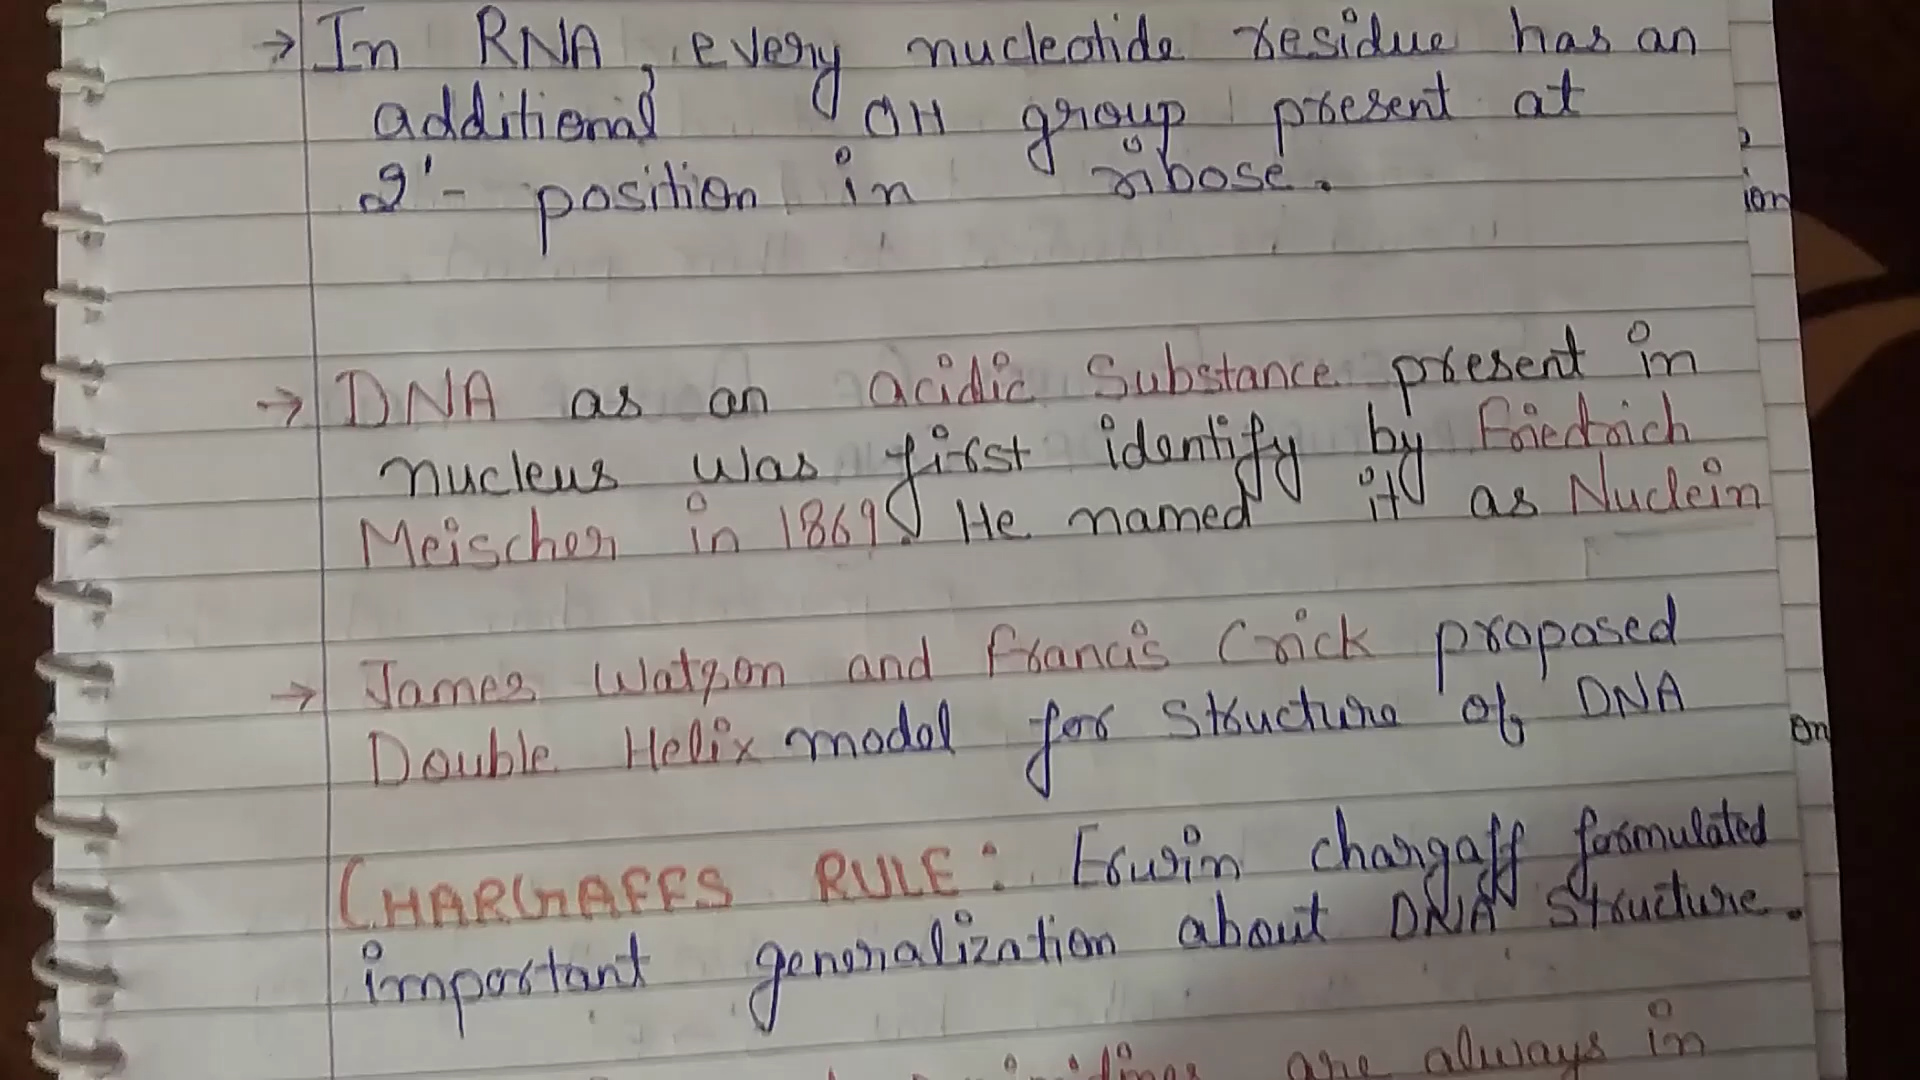 → In RNA, every nucleotide residue has an
additional OH group present at
2'- position in ribose.
→ DNA as an acidic Substance present in
nucleus was first identify by Friedrich
Meischer in 1869. He named it as Nuclein
→ James Watson and Francis Crick proposed
Double Helix model for structure of DNA
CHARGAFFS RULE: Erwin chargaff formulated
important generalization about DNA structure.
are always in
ion
on